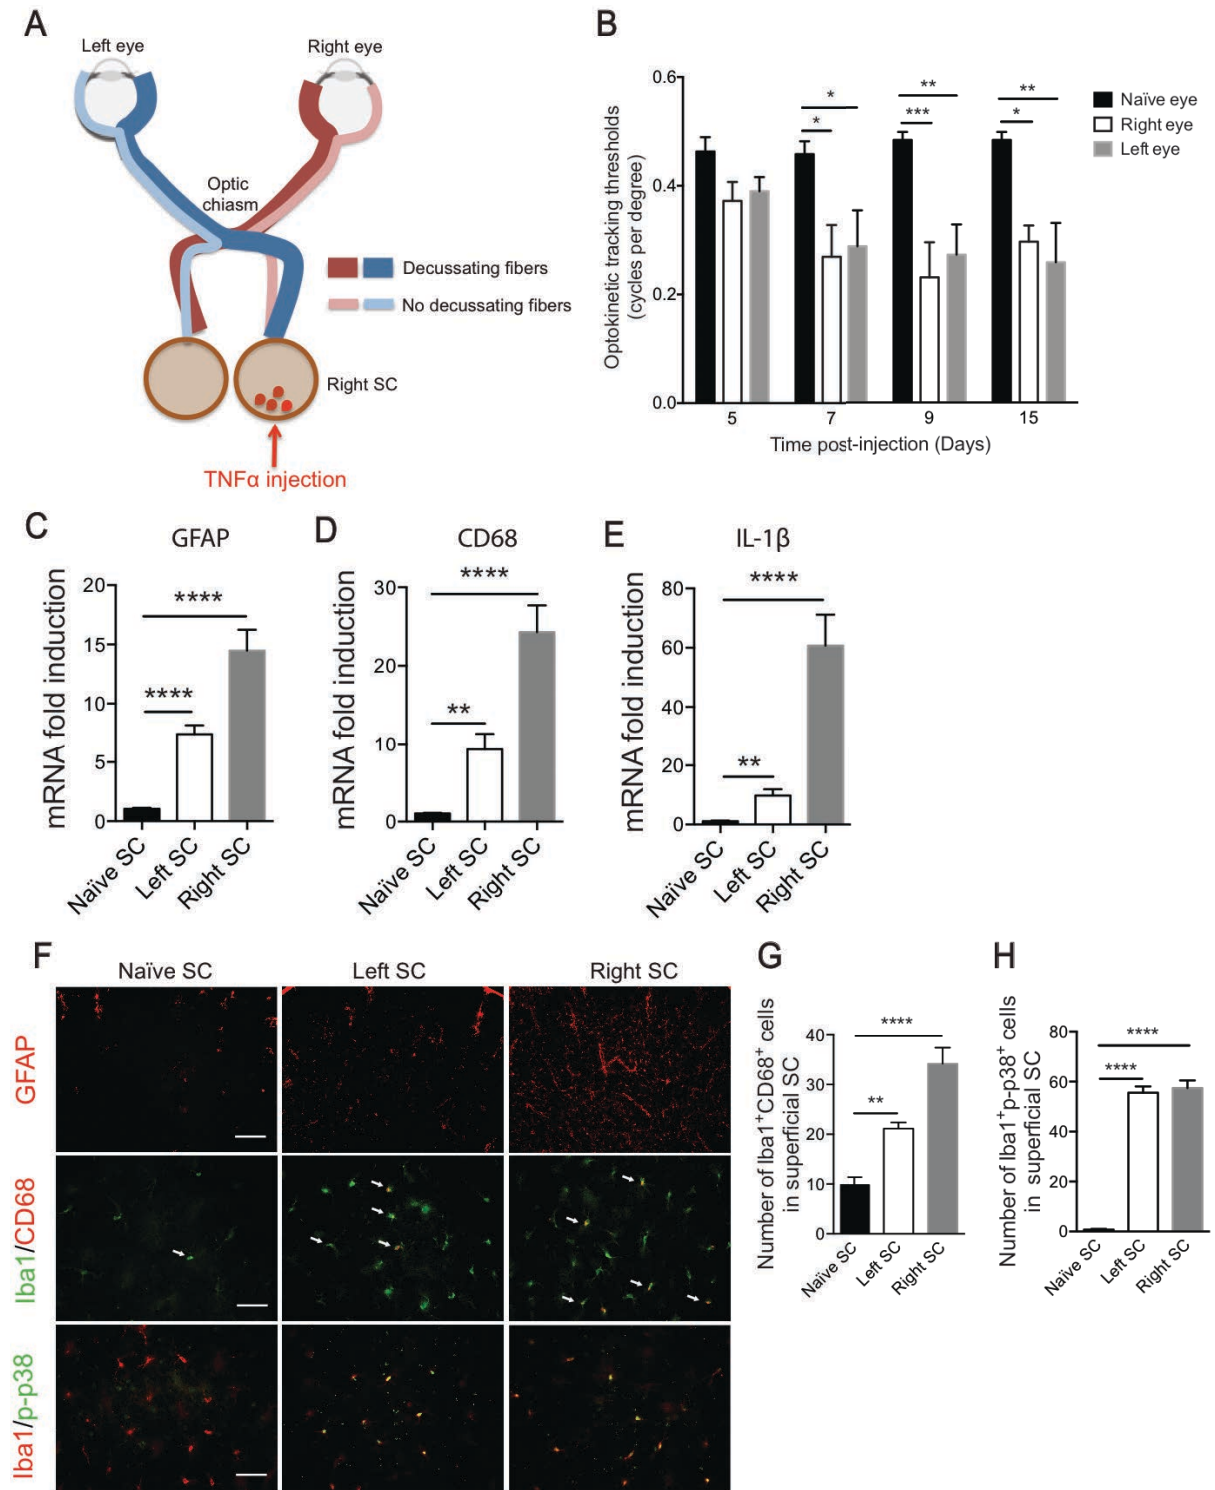 A
Left eye
Right eye
Optic
chiasm
Decussating fibers
No decussating fibers
Right SC
TNFα injection
B
Optokinetic tracking thresholds
(cycles per degree)
0.6
0.4
0.2
0.0
*
*
**
***
**
*
5
7
9
15
Time post-injection (Days)
Naïve eye
Right eye
Left eye
C
GFAP
mRNA fold induction
20
15
10
5
0
****
****
Naïve SC
Left SC
Right SC
D
CD68
mRNA fold induction
30
20
10
0
****
**
Naïve SC
Left SC
Right SC
E
IL-1β
mRNA fold induction
80
60
40
20
0
****
**
Naïve SC
Left SC
Right SC
F
Naïve SC
Left SC
Right SC
GFAP
Iba1/CD68
Iba1/p-p38
G
Number of Iba1⁺CD68⁺ cells
in superficial SC
40
30
20
10
0
****
**
Naïve SC
Left SC
Right SC
H
Number of Iba1⁺p-p38⁺ cells
in superficial SC
80
60
40
20
0
****
****
Naïve SC
Left SC
Right SC